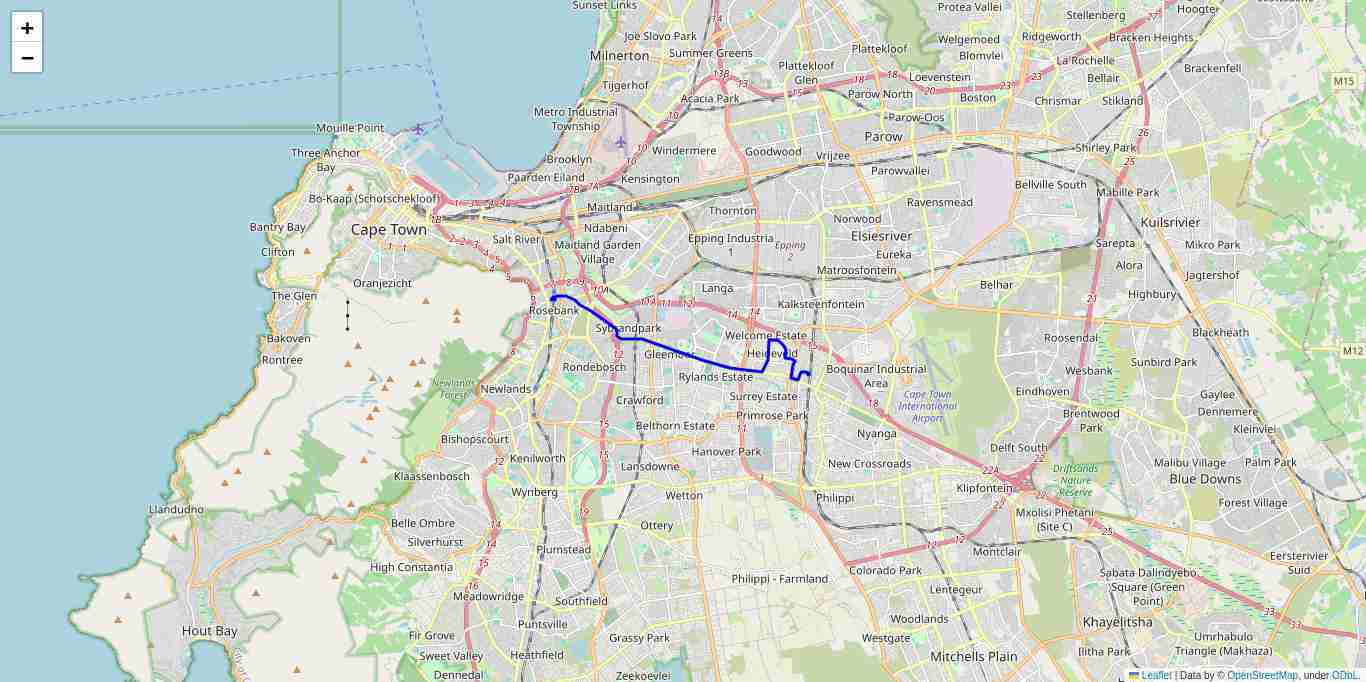 +
−
Sunset Links
Protea Vallei
Hoogte
Stellenberg
Joe Slovo Park
Welgemoed
Ridgeworth
Bracken Heights
Milnerton
Summer Greens
Plattekloof
Blomvlei
La Rochelle
Plattekloof
Glen
Loevenstein
Bellair
Brackenfell
M15
Tijgerhof
Acacia Park
Parow North
Boston
Chrismar
Stikland
Metro Industrial
Township
Parow-Oos
Mouille Point
Parow
Three Anchor
Bay
Windermere
Goodwood
Vrijzee
Shirley Park
Brooklyn
Parowvallei
Paarden Eiland
Kensington
Bellville South
Mabille Park
Bo-Kaap (Schotschekloof)
Maitland
Thornton
Ravensmead
Bantry Bay
Cape Town
Ndabeni
Norwood
Kuilsrivier
Salt River
Maitland Garden
Village
Epping Industria
1
Epping
2
Elsiesriver
Sarepta
Mikro Park
Clifton
Eureka
Alora
Matroosfontein
Jagtershof
Oranjezicht
Langa
Belhar
Highbury
The Glen
Rosebank
Kalksteenfontein
Bakoven
Sybrandpark
Welcome Estate
Roosendal
Blackheath
Rontree
Gleemoor
Heideveld
M12
Rondebosch
Boquinar Industrial
Area
Wesbank
Sunbird Park
Newlands
Forest
Newlands
Rylands Estate
Eindhoven
Crawford
Surrey Estate
Cape Town
International
Airport
Gaylee
Primrose Park
Brentwood
Park
Dennemere
Belthorn Estate
Kleinvlei
Bishopscourt
Nyanga
Delft South
Kenilworth
Hanover Park
Lansdowne
New Crossroads
Malibu Village
Palm Park
Klaassenbosch
Driftsands
Nature
Reserve
Blue Downs
Wynberg
Wetton
Philippi
Klipfontein
Forest Village
Llandudno
Belle Ombre
Ottery
Mxolisi Phetani
(Site C)
Silverhurst
Plumstead
Montclair
Eersterivier
Suid
High Constantia
Colorado Park
Philippi - Farmland
Sabata Dalindyebo
Square (Green
Point)
Meadowridge
Southfield
Lentegeur
Hout Bay
Puntsville
Woodlands
Khayelitsha
Fir Grove
Grassy Park
Westgate
Umrhabulo
Triangle (Makhaza)
Sweet Valley
Heathfield
Mitchells Plain
Ilitha Park
Dennedal
Zeekoevlei
Leaflet | Data by © OpenStreetMap, under ODbL.